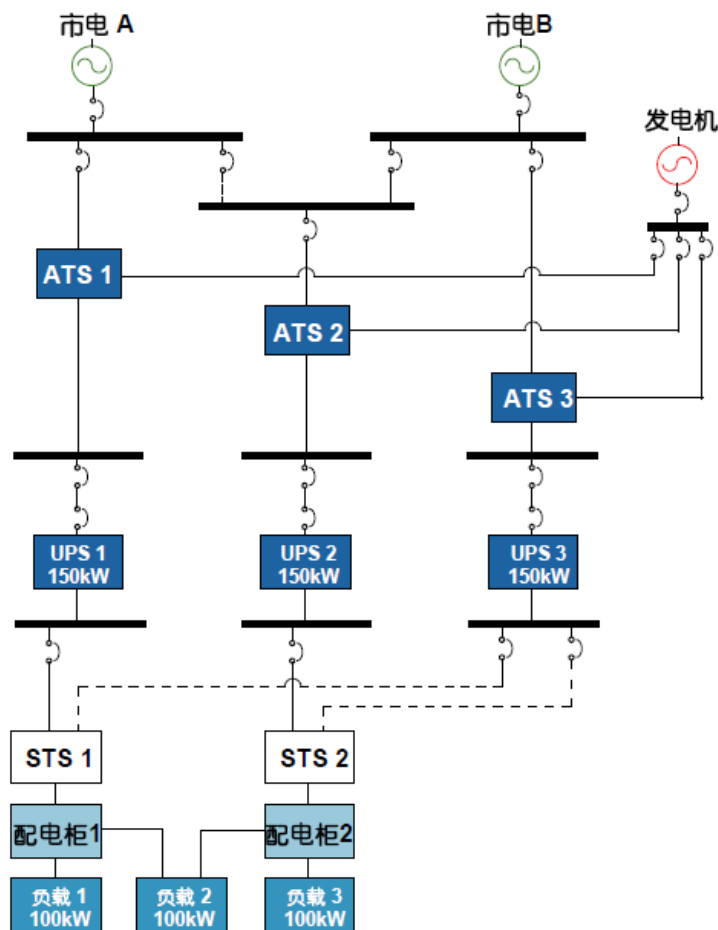 市电 A
市电B
发电机
ATS 1
ATS 2
ATS 3
UPS 1
150kW
UPS 2
150kW
UPS 3
150kW
STS 1
STS 2
配电柜1
配电柜2
负载 1
100kW
负载 2
100kW
负载 3
100kW